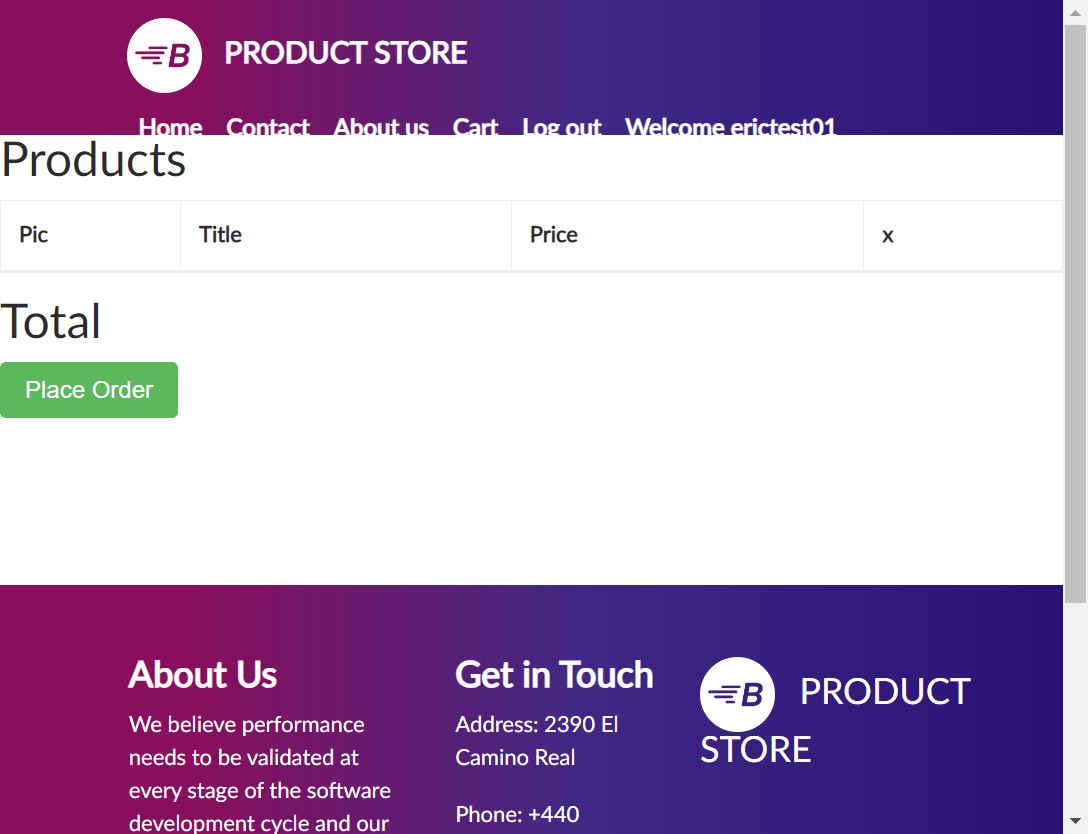 B PRODUCT STORE
Home Contact About us Cart Log out Welcome erictest01
Products
Pic Title Price x
Total
Place Order
About Us
We believe performance
needs to be validated at
every stage of the software
development cycle and our
Get in Touch
Address: 2390 El
Camino Real
Phone: +440
B PRODUCT
STORE